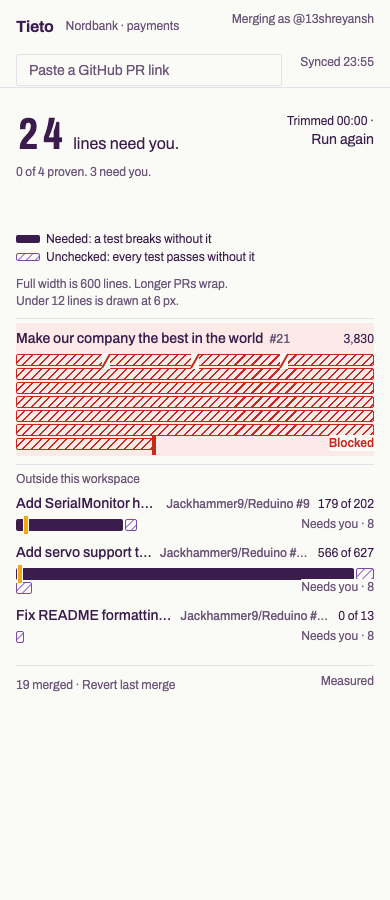 Tieto Nordbank · payments Merging as @13shreyansh
Paste a GitHub PR link Synced 23:55
24 lines need you. Trimmed 00:00 ·
Run again
0 of 4 proven. 3 need you.
Needed: a test breaks without it
Unchecked: every test passes without it
Full width is 600 lines. Longer PRs wrap.
Under 12 lines is drawn at 6 px.
Make our company the best in the world #21 3,830
Blocked
Outside this workspace
Add SerialMonitor h... Jackhammer9/Reduino #9 179 of 202
Needs you · 8
Add servo support t... Jackhammer9/Reduino #... 566 of 627
Needs you · 8
Fix README formattin... Jackhammer9/Reduino #... 0 of 13
Needs you · 8
19 merged · Revert last merge Measured